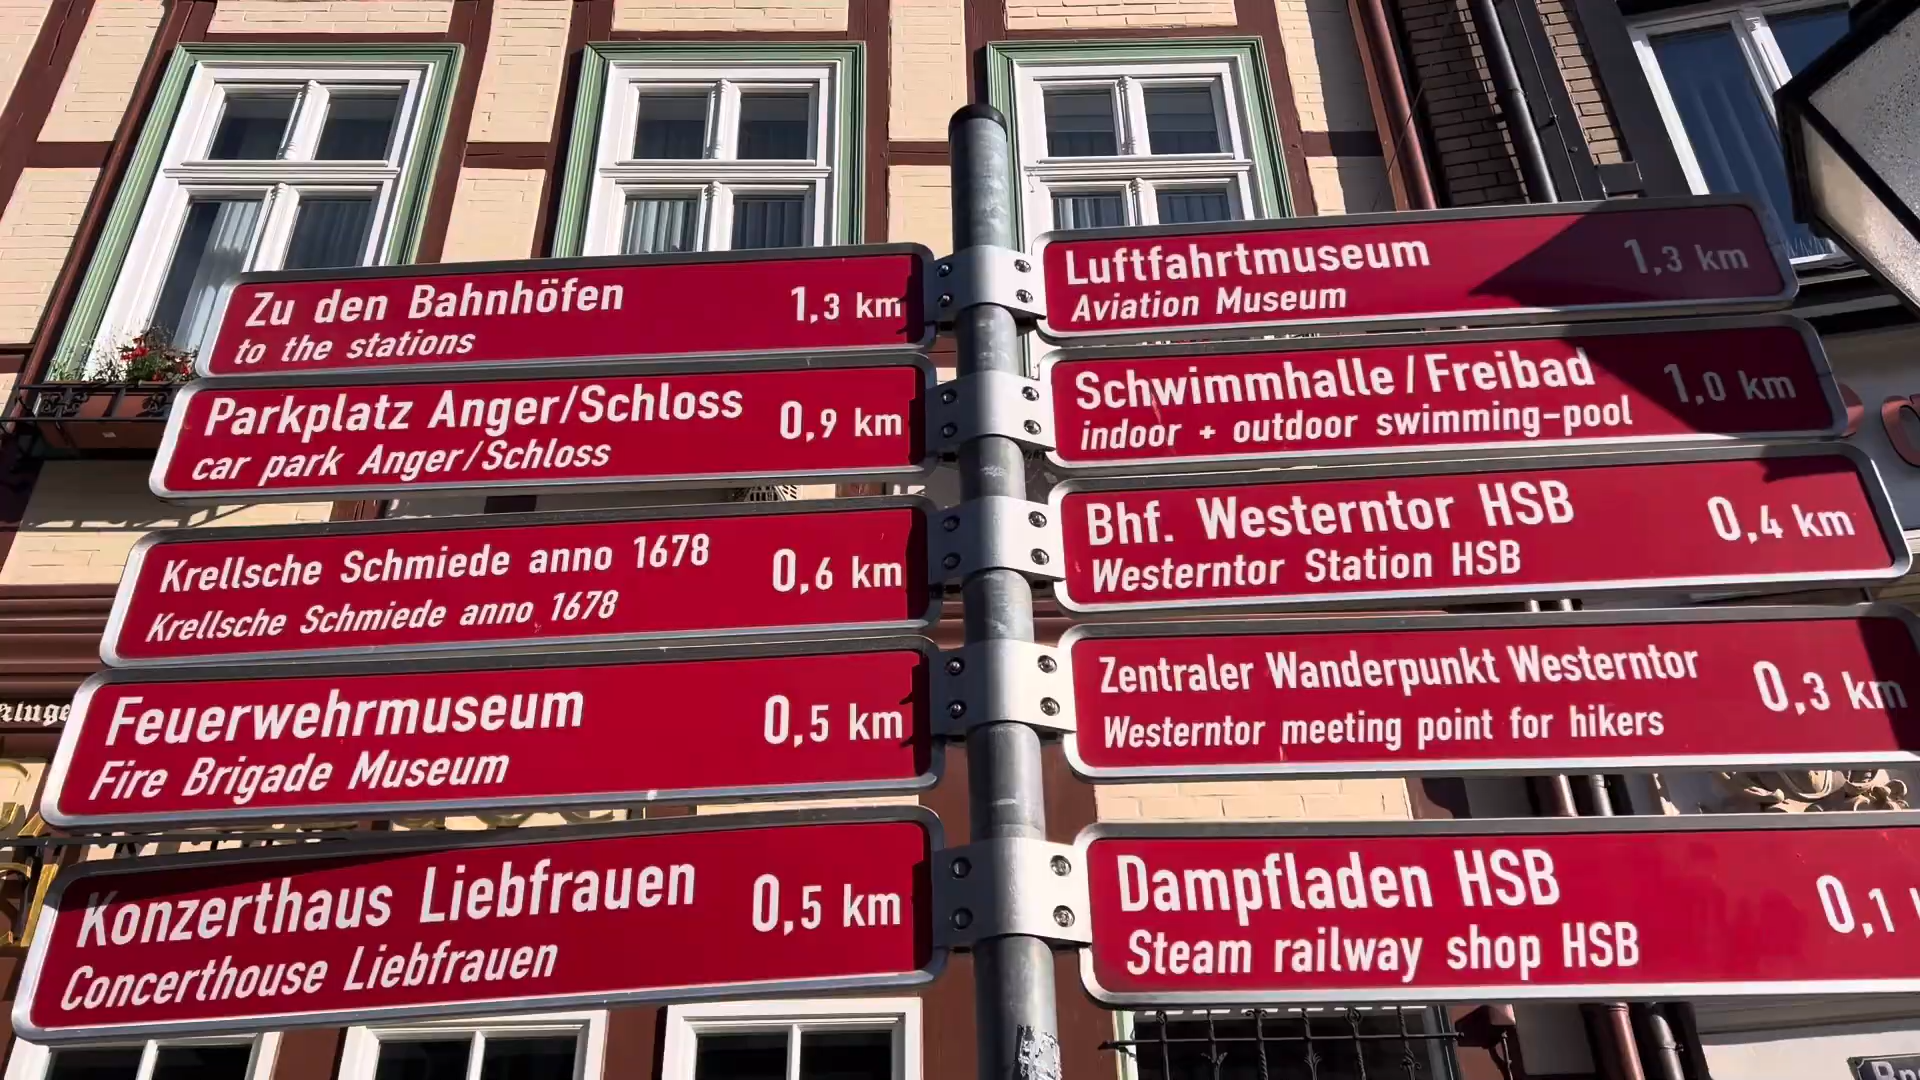 Zu den Bahnhöfen 1,3 km
to the stations
Parkplatz Anger/Schloss 0,9 km
car park Anger/Schloss
Krellsche Schmiede anno 1678 0,6 km
Krellsche Schmiede anno 1678
Feuerwehrmuseum 0,5 km
Fire Brigade Museum
Konzerthaus Liebfrauen 0,5 km
Concerthouse Liebfrauen
Luftfahrtmuseum 1,3 km
Aviation Museum
Schwimmhalle/Freibad 1,0 km
indoor + outdoor swimming-pool
Bhf. Westerntor HSB 0,4 km
Westerntor Station HSB
Zentraler Wanderpunkt Westerntor 0,3 km
Westerntor meeting point for hikers
Dampfladen HSB 0,1
Steam railway shop HSB